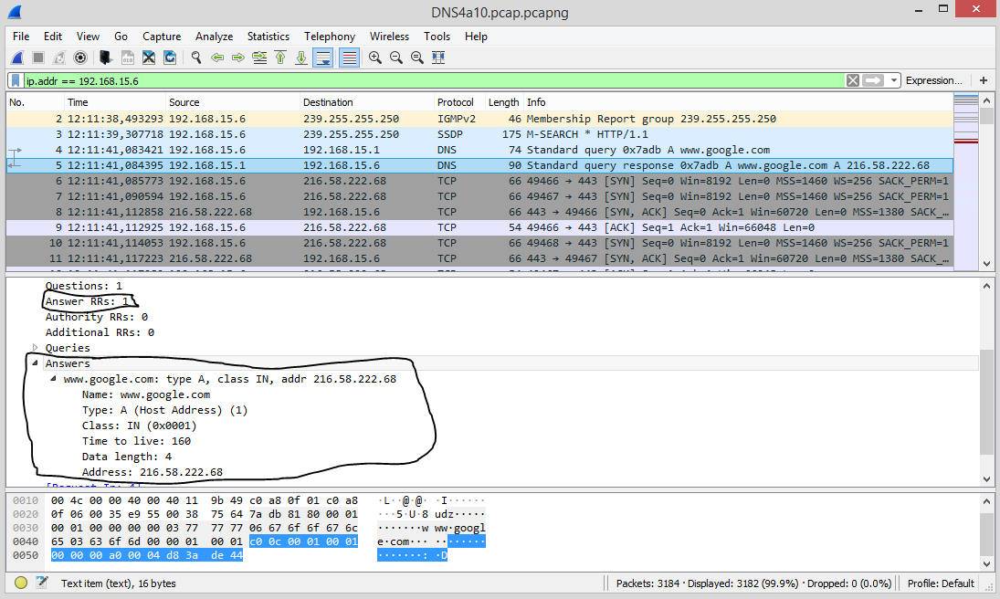 DNS4a10.pcap.pcapng
File Edit View Go Capture Analyze Statistics Telephony Wireless Tools Help
ip.addr == 192.168.15.6 Expression... +
No. Time Source Destination Protocol Length Info
2 12:11:38,493293 192.168.15.6 239.255.255.250 IGMPv2 46 Membership Report group 239.255.255.250
3 12:11:39,307718 192.168.15.6 239.255.255.250 SSDP 175 M-SEARCH * HTTP/1.1
4 12:11:41,083421 192.168.15.6 192.168.15.1 DNS 74 Standard query 0x7adb A www.google.com
5 12:11:41,084395 192.168.15.1 192.168.15.6 DNS 90 Standard query response 0x7adb A www.google.com A 216.58.222.68
6 12:11:41,085773 192.168.15.6 216.58.222.68 TCP 66 49466 → 443 [SYN] Seq=0 Win=8192 Len=0 MSS=1460 WS=256 SACK_PERM=1
7 12:11:41,090594 192.168.15.6 216.58.222.68 TCP 66 49467 → 443 [SYN] Seq=0 Win=8192 Len=0 MSS=1460 WS=256 SACK_PERM=1
8 12:11:41,112858 216.58.222.68 192.168.15.6 TCP 66 443 → 49466 [SYN, ACK] Seq=0 Ack=1 Win=60720 Len=0 MSS=1380 SACK_…
9 12:11:41,112925 192.168.15.6 216.58.222.68 TCP 54 49466 → 443 [ACK] Seq=1 Ack=1 Win=66048 Len=0
10 12:11:41,114053 192.168.15.6 216.58.222.68 TCP 66 49468 → 443 [SYN] Seq=0 Win=8192 Len=0 MSS=1460 WS=256 SACK_PERM=1
11 12:11:41,117223 216.58.222.68 192.168.15.6 TCP 66 443 → 49467 [SYN, ACK] Seq=0 Ack=1 Win=60720 Len=0 MSS=1380 SACK_…
Questions: 1
Answer RRs: 1
Authority RRs: 0
Additional RRs: 0
Queries
Answers
www.google.com: type A, class IN, addr 216.58.222.68
Name: www.google.com
Type: A (Host Address) (1)
Class: IN (0x0001)
Time to live: 160
Data length: 4
Address: 216.58.222.68
0010 00 4c 00 00 40 00 40 11 9b 49 c0 a8 0f 01 c0 a8 ·L··@·@· ·I······
0020 0f 06 00 35 e9 55 00 38 75 64 7a db 81 80 00 01 ···5·U·8 udz·····
0030 00 01 00 00 00 00 03 77 77 77 06 67 6f 6f 67 6c ·······w ww·googl
0040 65 03 63 6f 6d 00 00 01 00 01 c0 0c 00 01 00 01 e·com··· ········
0050 00 00 00 a0 00 04 d8 3a de 44 ·······: ·D
Text item (text), 16 bytes Packets: 3184 · Displayed: 3182 (99.9%) · Dropped: 0 (0.0%) Profile: Default